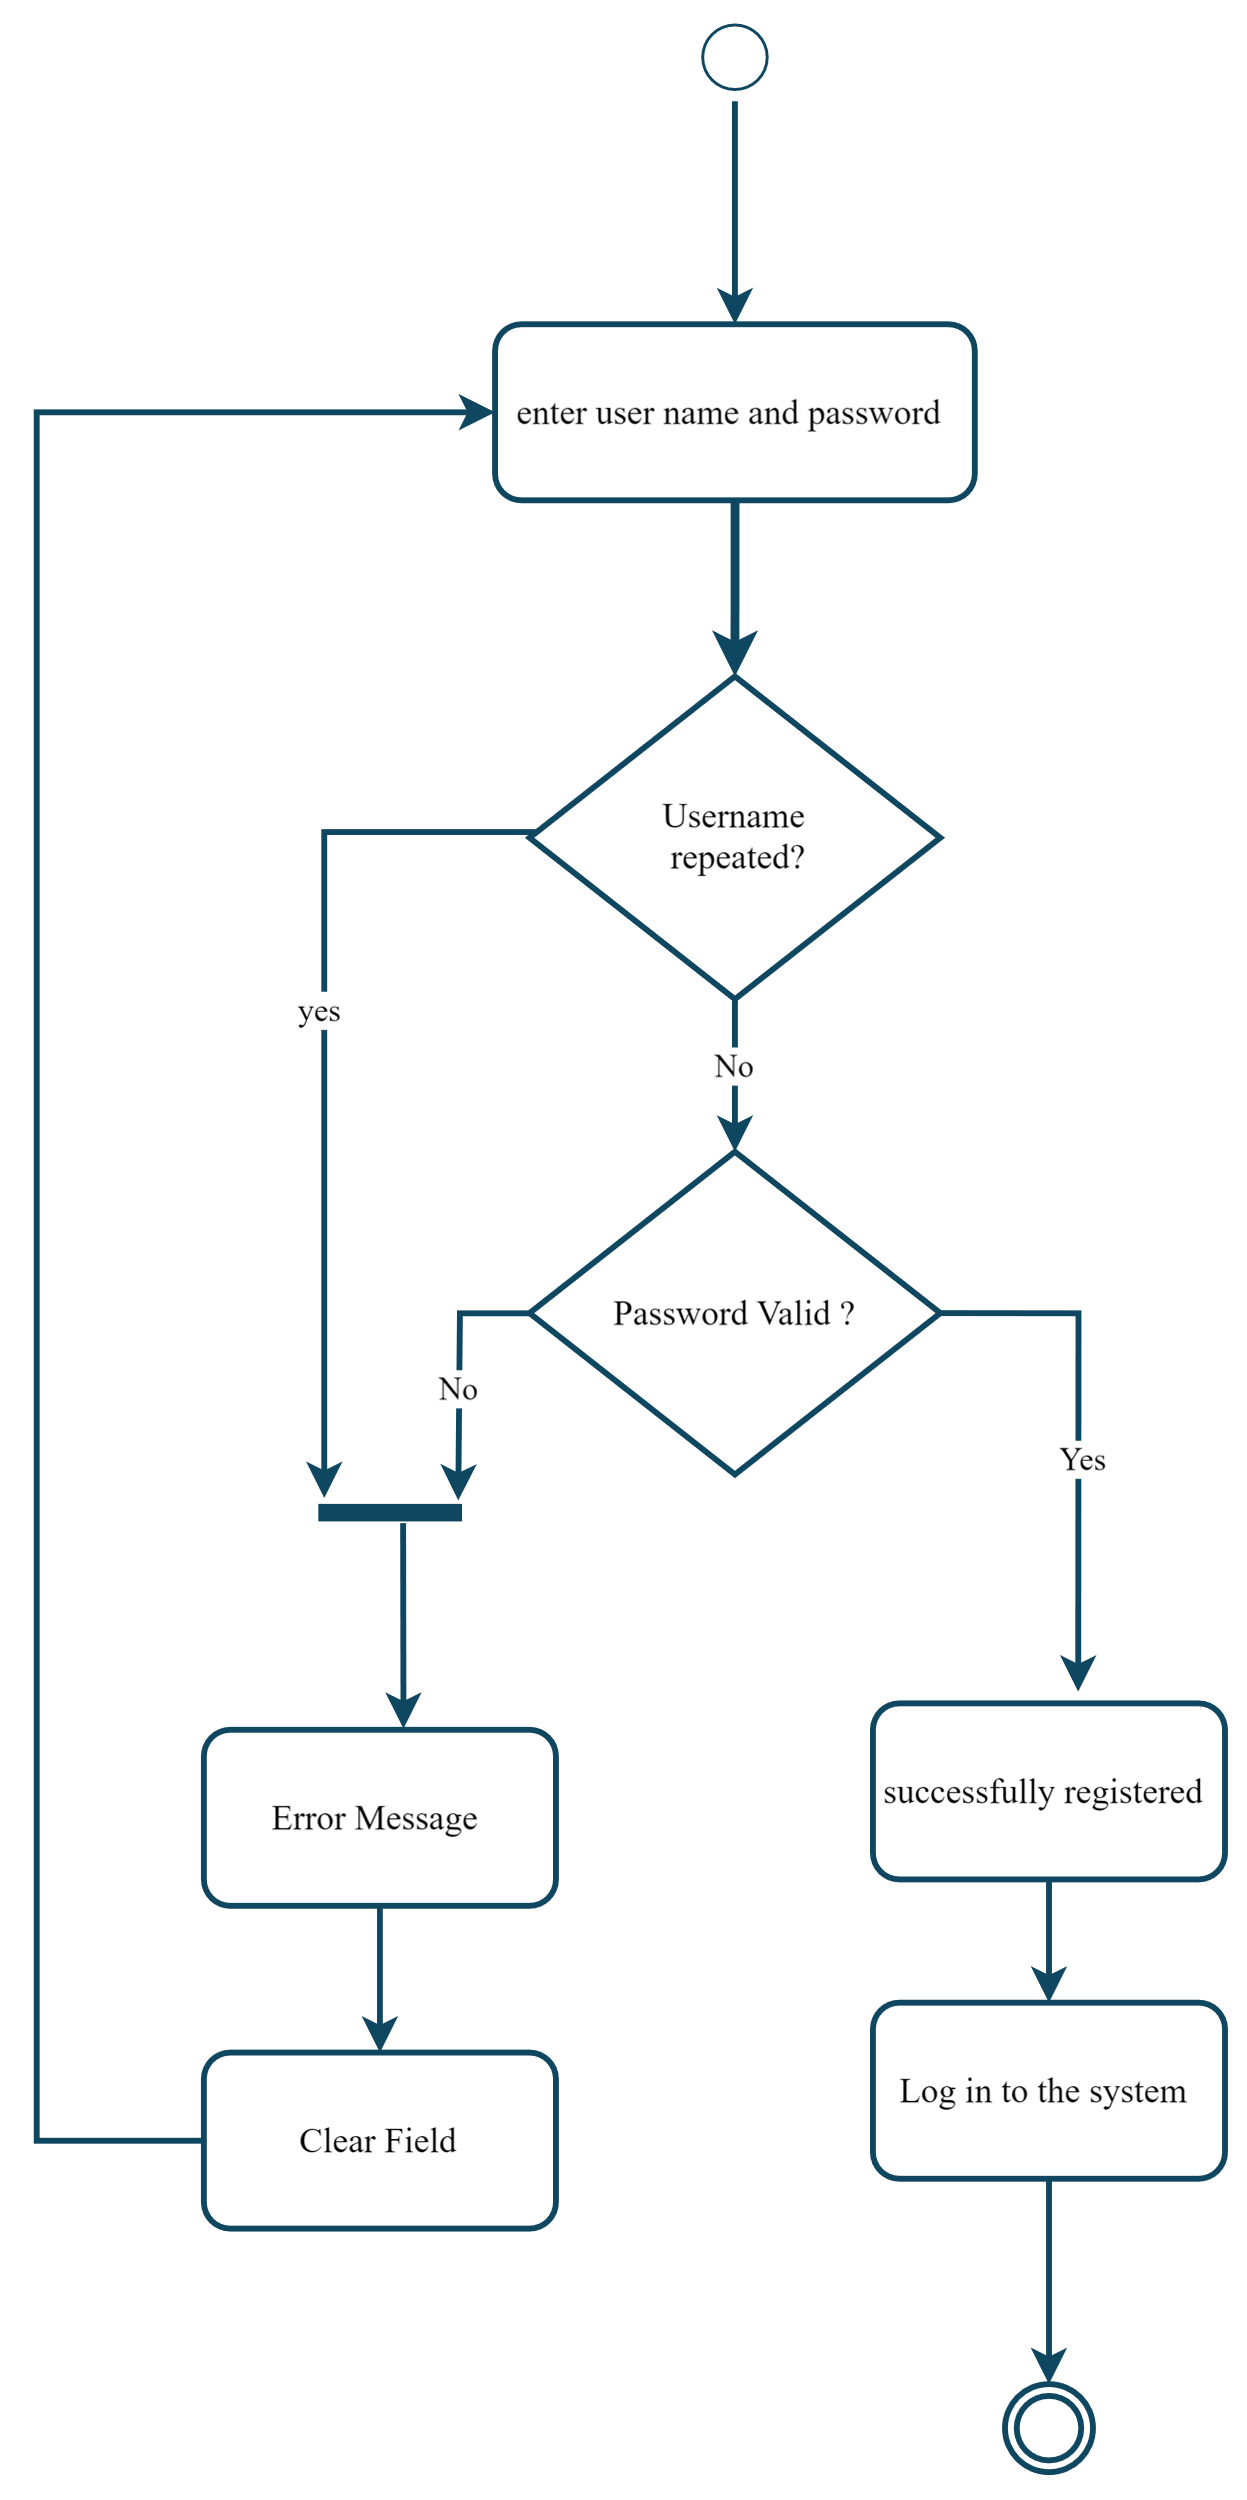 enter user name and password
Username
repeated?
yes
No
Password Valid ?
No
Yes
successfully registered
Error Message
Log in to the system
Clear Field